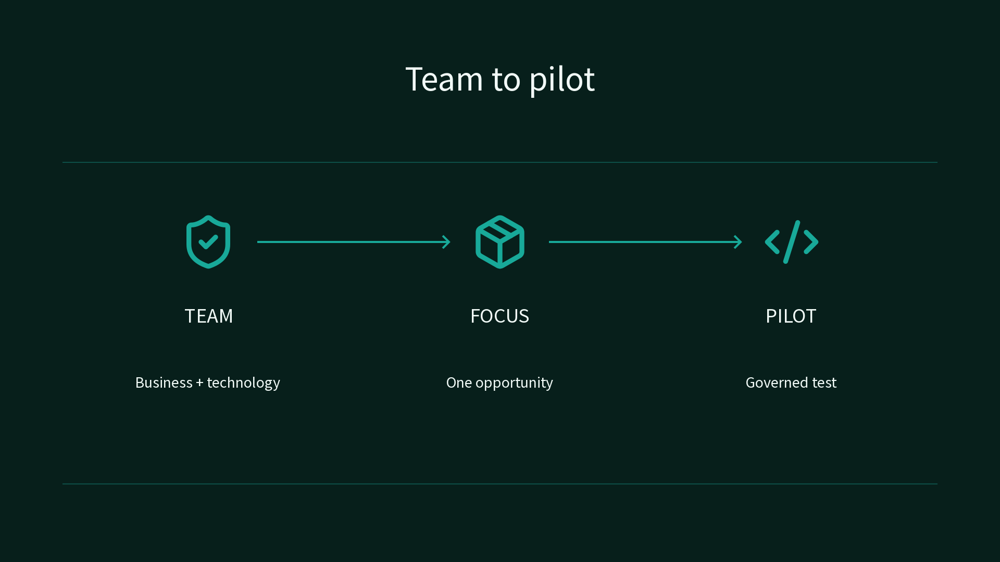 Team to pilot
TEAM
FOCUS
PILOT
Business + technology
One opportunity
Governed test